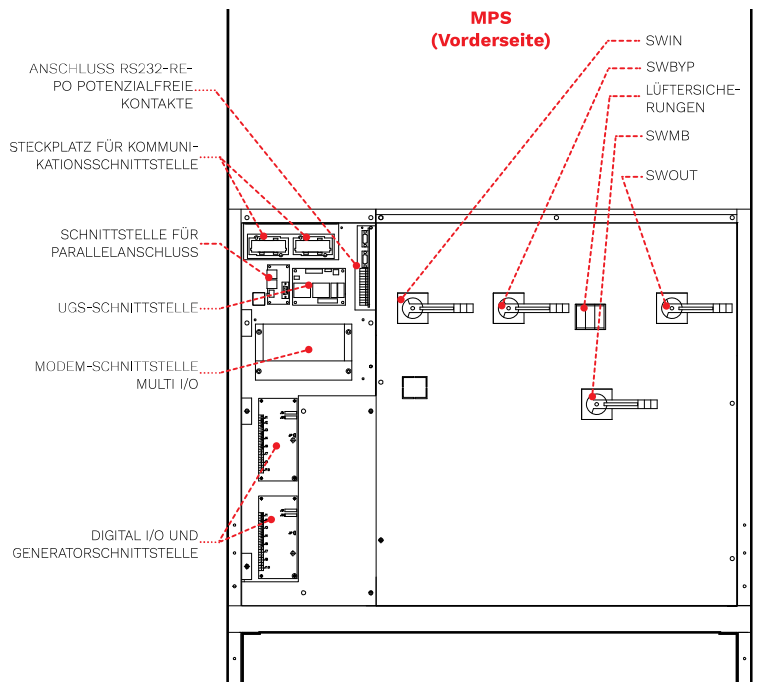 MPS
(Vorderseite)
ANSCHLUSS RS232-RE-
PO POTENZIALFREIE
KONTAKTE
STECKPLATZ FÜR KOMMUNI-
KATIONSSCHNITTSTELLE
SCHNITTSTELLE FÜR
PARALLELANSCHLUSS
UGS-SCHNITTSTELLE
MODEM-SCHNITTSTELLE
MULTI I/O
DIGITAL I/O UND
GENERATORSCHNITTSTELLE
SWIN
SWBYP
LÜFTERSICHE-
RUNGEN
SWMB
SWOUT